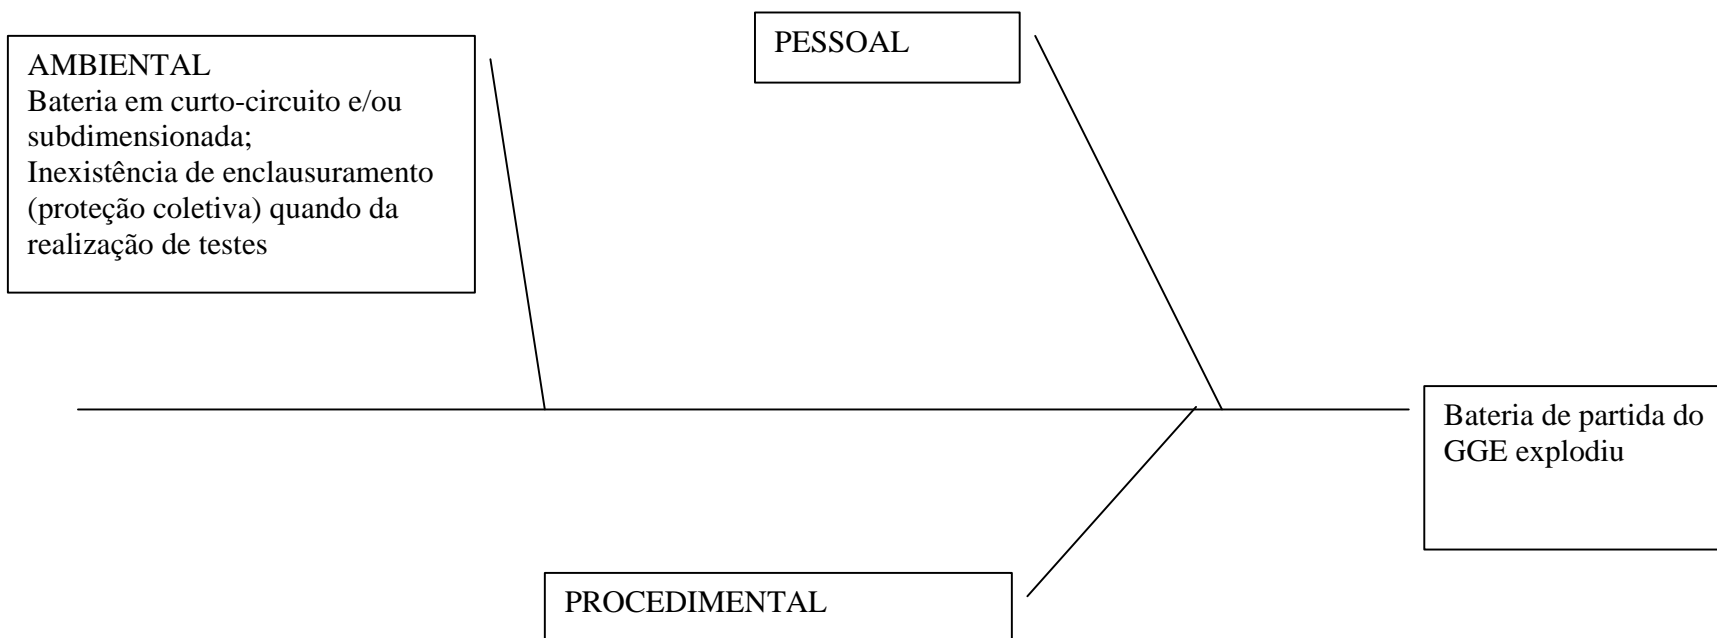 AMBIENTAL
Bateria em curto-circuito e/ou
subdimensionada;
Inexistência de enclausuramento
(proteção coletiva) quando da
realização de testes
PESSOAL
Bateria de partida do
GGE explodiu
PROCEDIMENTAL